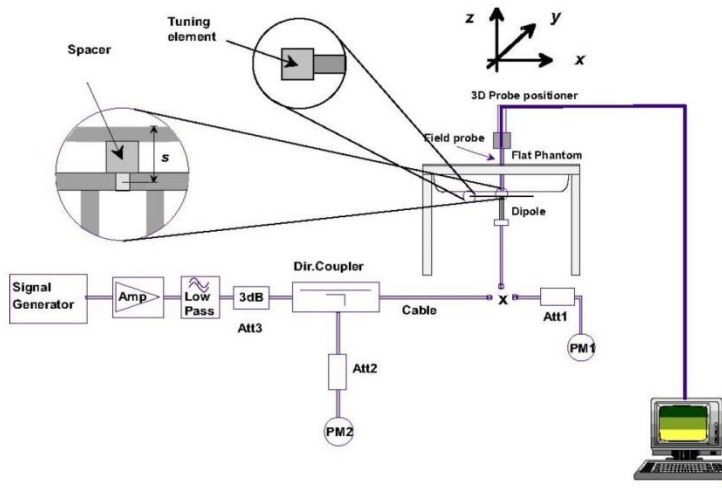 z
y
x
Tuning
element
Spacer
s
3D Probe positioner
Field probe
Flat Phantom
Dipole
Dir.Coupler
Signal
Generator
Amp
Low
Pass
3dB
Att3
Cable
x
Att1
PM1
Att2
PM2